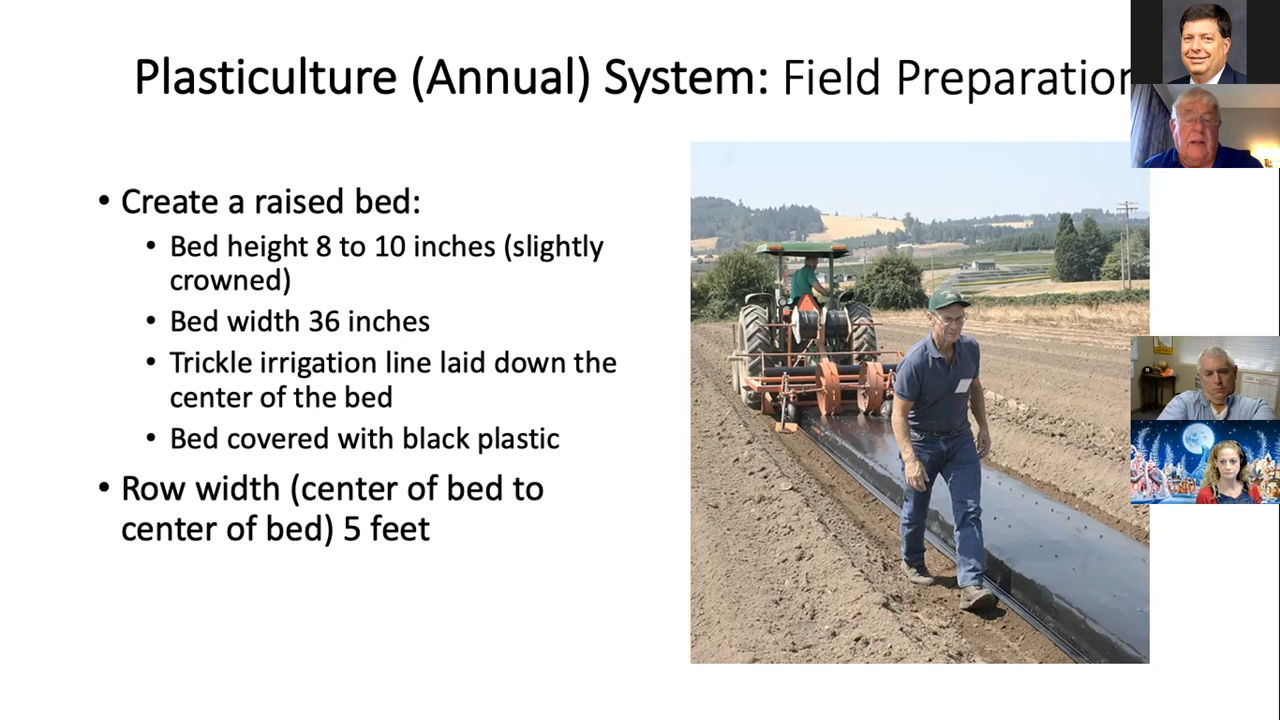 Plasticulture (Annual) System: Field Preparation
• Create a raised bed:
• Bed height 8 to 10 inches (slightly
crowned)
• Bed width 36 inches
• Trickle irrigation line laid down the
center of the bed
• Bed covered with black plastic
• Row width (center of bed to
center of bed) 5 feet